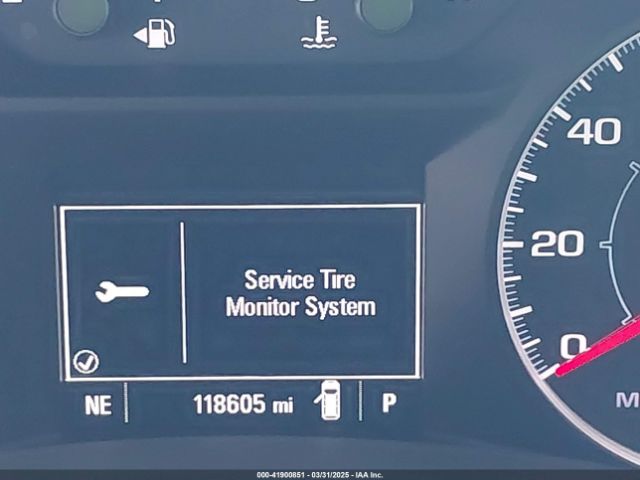 40
Service Tire
Monitor System
20
0
NE
118605 mi
P
M
000-41900851 - 03/31/2025 - IAA Inc.